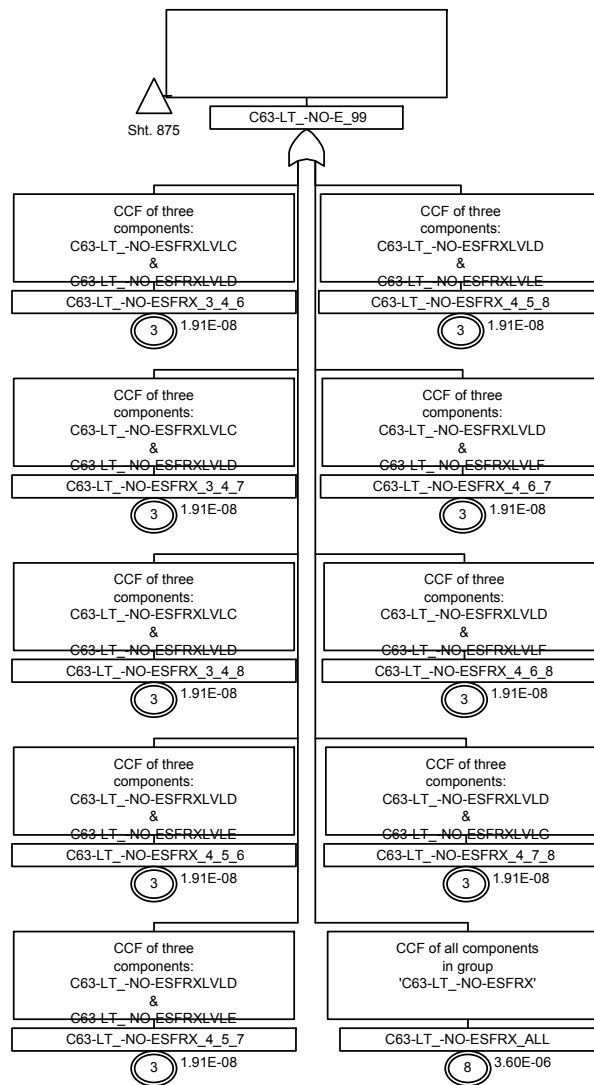 Sht. 875
C63-LT_-NO-E_99
CCF of three
components:
C63-LT_-NO-ESFRXLVLC
&
C63-LT_-NO-ESFRXLVLD
C63-LT_-NO-ESFRX_3_4_6
3
1.91E-08
CCF of three
components:
C63-LT_-NO-ESFRXLVLD
&
C63-LT_-NO-ESFRXLVLE
C63-LT_-NO-ESFRX_4_5_8
3
1.91E-08
CCF of three
components:
C63-LT_-NO-ESFRXLVLC
&
C63-LT_-NO-ESFRXLVLD
C63-LT_-NO-ESFRX_3_4_7
3
1.91E-08
CCF of three
components:
C63-LT_-NO-ESFRXLVLD
&
C63-LT_-NO-ESFRXLVLF
C63-LT_-NO-ESFRX_4_6_7
3
1.91E-08
CCF of three
components:
C63-LT_-NO-ESFRXLVLC
&
C63-LT_-NO-ESFRXLVLD
C63-LT_-NO-ESFRX_3_4_8
3
1.91E-08
CCF of three
components:
C63-LT_-NO-ESFRXLVLD
&
C63-LT_-NO-ESFRXLVLF
C63-LT_-NO-ESFRX_4_6_8
3
1.91E-08
CCF of three
components:
C63-LT_-NO-ESFRXLVLD
&
C63-LT_-NO-ESFRXLVLE
C63-LT_-NO-ESFRX_4_5_6
3
1.91E-08
CCF of three
components:
C63-LT_-NO-ESFRXLVLD
&
C63-LT_-NO-ESFRXLVLG
C63-LT_-NO-ESFRX_4_7_8
3
1.91E-08
CCF of three
components:
C63-LT_-NO-ESFRXLVLD
&
C63-LT_-NO-ESFRXLVLE
C63-LT_-NO-ESFRX_4_5_7
3
1.91E-08
CCF of all components
in group
'C63-LT_-NO-ESFRX'
C63-LT_-NO-ESFRX_ALL
8
3.60E-06